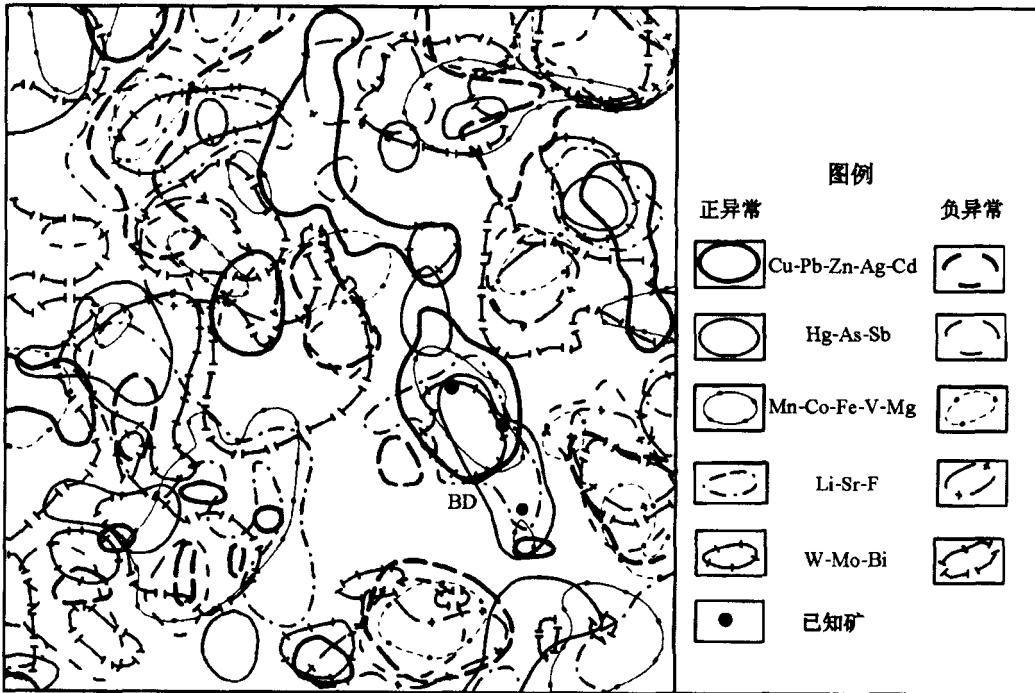 图例
正异常 负异常
Cu-Pb-Zn-Ag-Cd
Hg-As-Sb
Mn-Co-Fe-V-Mg
Li-Sr-F
W-Mo-Bi
已知矿
BD